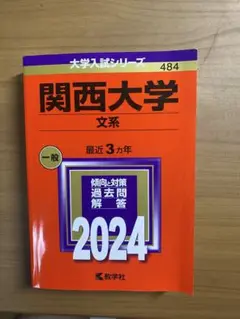 大学入試シリーズ
484
関西大学
文系
最近3カ年
一般
傾向と対策
過去問
解答
2024
教学社